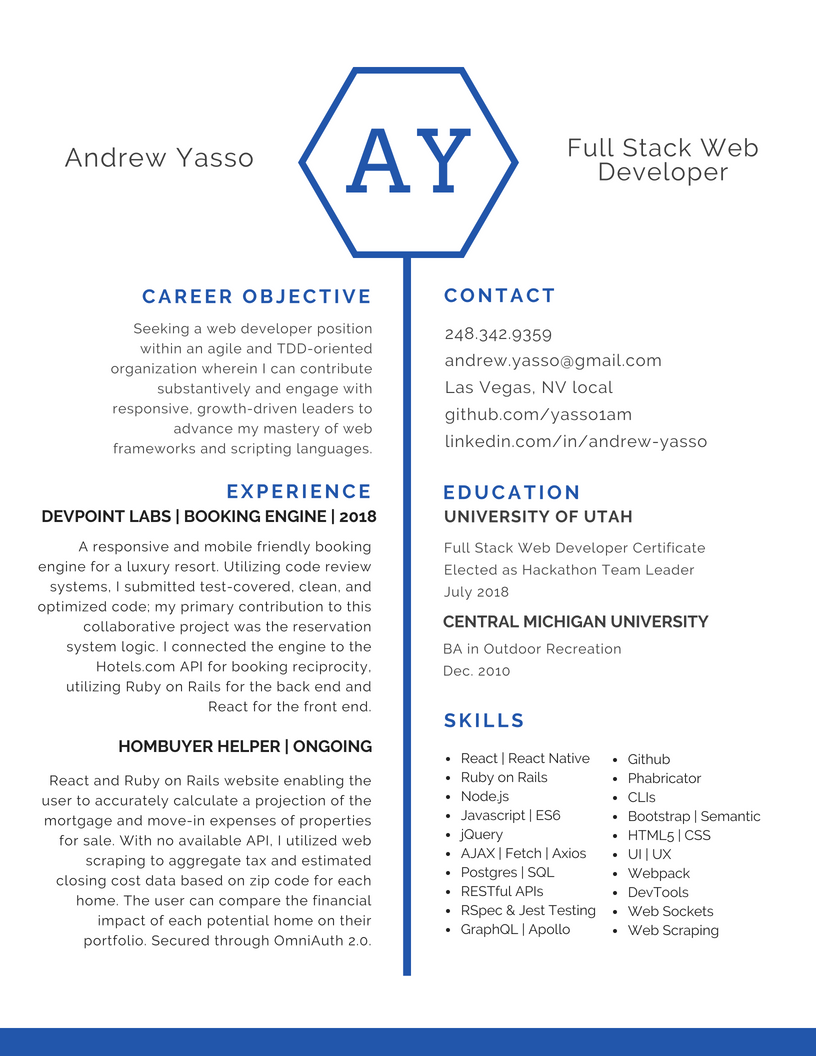 Andrew Yasso
AY
Full Stack Web
Developer
CAREER OBJECTIVE
Seeking a web developer position
within an agile and TDD-oriented
organization wherein I can contribute
substantively and engage with
responsive, growth-driven leaders to
advance my mastery of web
frameworks and scripting languages.
EXPERIENCE
DEVPOINT LABS | BOOKING ENGINE | 2018
A responsive and mobile friendly booking
engine for a luxury resort. Utilizing code review
systems, I submitted test-covered, clean, and
optimized code; my primary contribution to this
collaborative project was the reservation
system logic. I connected the engine to the
Hotels.com API for booking reciprocity,
utilizing Ruby on Rails for the back end and
React for the front end.
HOMBUYER HELPER | ONGOING
React and Ruby on Rails website enabling the
user to accurately calculate a projection of the
mortgage and move-in expenses of properties
for sale. With no available API, I utilized web
scraping to aggregate tax and estimated
closing cost data based on zip code for each
home. The user can compare the financial
impact of each potential home on their
portfolio. Secured through OmniAuth 2.0.
CONTACT
248.342.9359
andrew.yasso@gmail.com
Las Vegas, NV local
github.com/yasso1am
linkedin.com/in/andrew-yasso
EDUCATION
UNIVERSITY OF UTAH
Full Stack Web Developer Certificate
Elected as Hackathon Team Leader
July 2018
CENTRAL MICHIGAN UNIVERSITY
BA in Outdoor Recreation
Dec. 2010
SKILLS
• React | React Native
• Ruby on Rails
• Node.js
• Javascript | ES6
• jQuery
• AJAX | Fetch | Axios
• Postgres | SQL
• RESTful APIs
• RSpec & Jest Testing
• GraphQL | Apollo
• Github
• Phabricator
• CLIs
• Bootstrap | Semantic
• HTML5 | CSS
• UI | UX
• Webpack
• DevTools
• Web Sockets
• Web Scraping